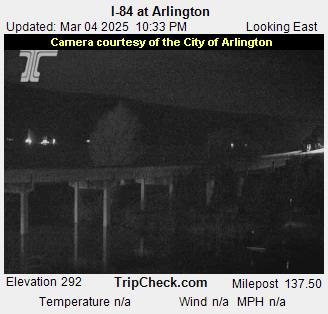 I-84 at Arlington
Updated: Mar 04 2025 10:33 PM Looking East
Camera courtesy of the City of Arlington
Elevation 292 TripCheck.com Milepost 137.50
Temperature n/a Wind n/a MPH n/a